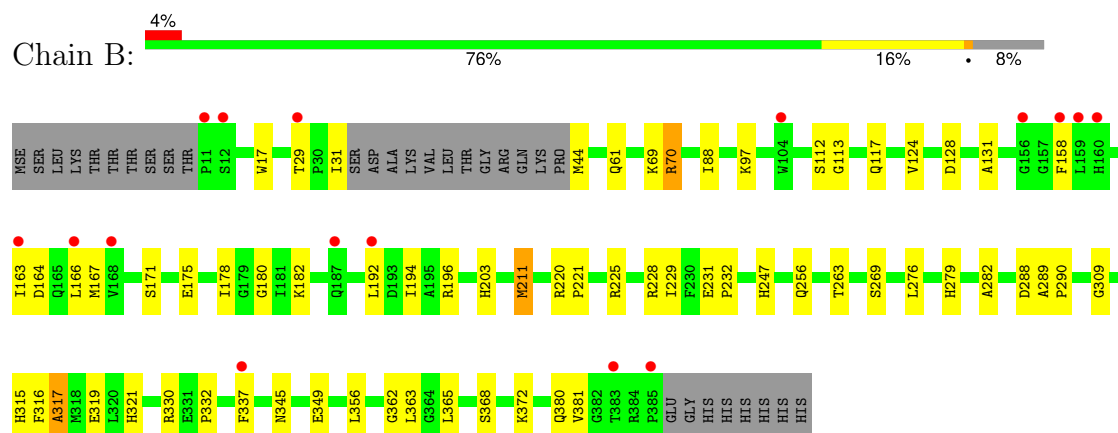 4%
Chain B:
76% 16% • 8%
MSE SER LEU LYS THR THR THR SER SER THR P11 S12 W17 T29 P30 I31 SER ASP ALA LYS VAL LEU THR GLY ARG GLN LYS PRO M44 Q61 K69 R70 I88 K97 W104 S112 G113 Q117 V124 D128 A131 G156 G157 F158 L159 H160
I163 D164 Q165 L166 M167 V168 S171 E175 I178 G179 G180 I181 K182 Q187 L192 D193 I194 A195 R196 H203 M211 R220 P221 R225 R228 I229 F230 E231 P232 H247 Q256 T263 S269 L276 H279 A282 D288 A289 P290 G309
H315 F316 A317 M318 E319 L320 H321 R330 E331 P332 F337 N345 E349 L356 G362 L363 G364 L365 S368 K372 Q380 V381 G382 T383 R384 P385 GLU GLY HIS HIS HIS HIS HIS HIS